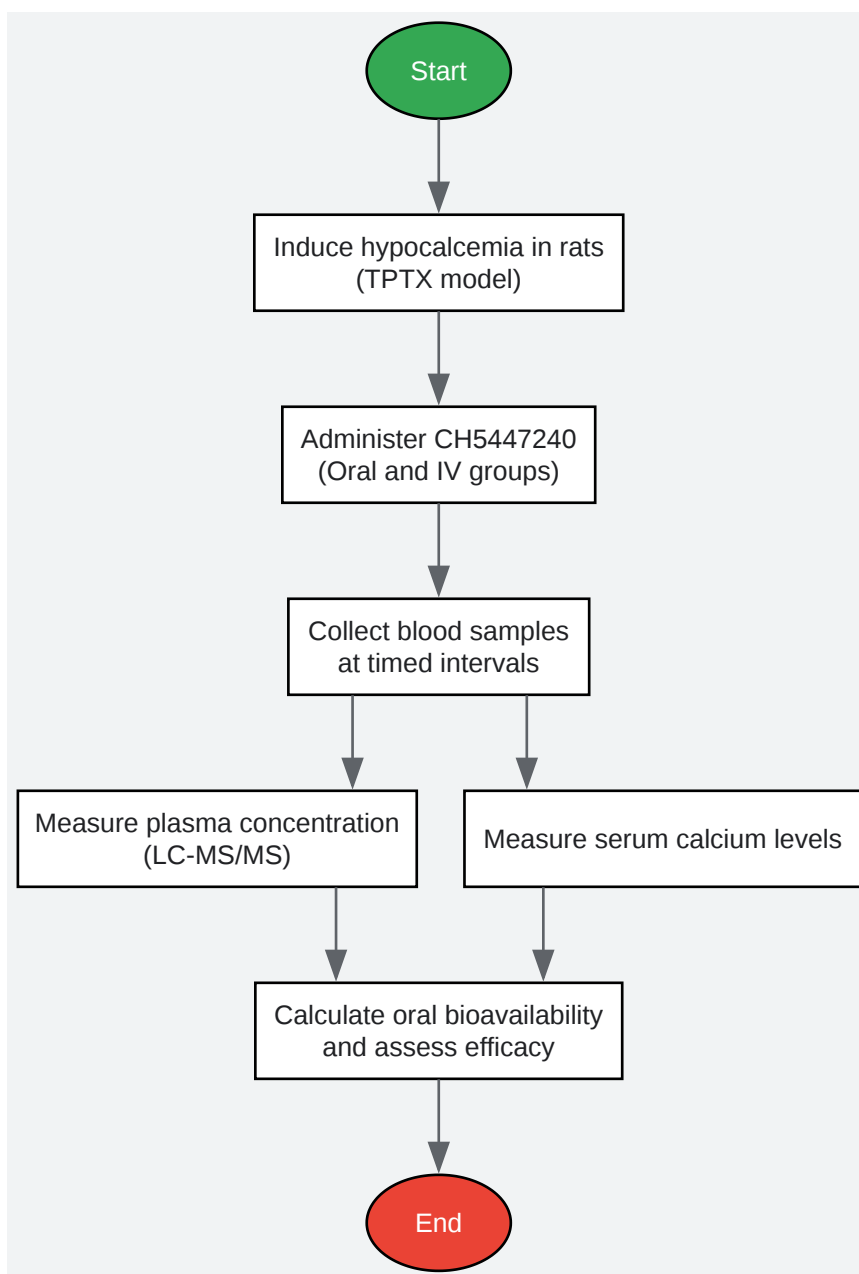 Start
Induce hypocalcemia in rats
(TPTX model)
Administer CH5447240
(Oral and IV groups)
Collect blood samples
at timed intervals
Measure plasma concentration
(LC-MS/MS)
Measure serum calcium levels
Calculate oral bioavailability
and assess efficacy
End